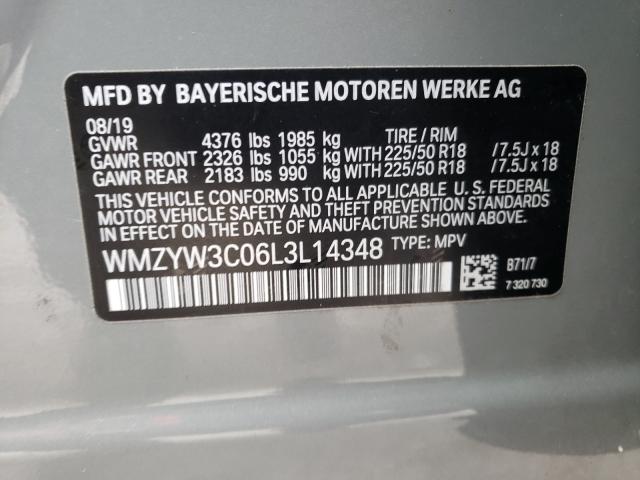 MFD BY BAYERISCHE MOTOREN WERKE AG
08/19
GVWR 4376 lbs 1985 kg TIRE / RIM
GAWR FRONT 2326 lbs 1055 kg WITH 225/50 R18 /7.5J x 18
GAWR REAR 2183 lbs 990 kg WITH 225/50 R18 /7.5J x 18
THIS VEHICLE CONFORMS TO ALL APPLICABLE U. S. FEDERAL
MOTOR VEHICLE SAFETY AND THEFT PREVENTION
STANDARDS IN EFFECT ON THE DATE OF MANUFACTURE SHOWN ABOVE.
WMZYW3C06L3L14348 TYPE: MPV
B71/7
7 320 730